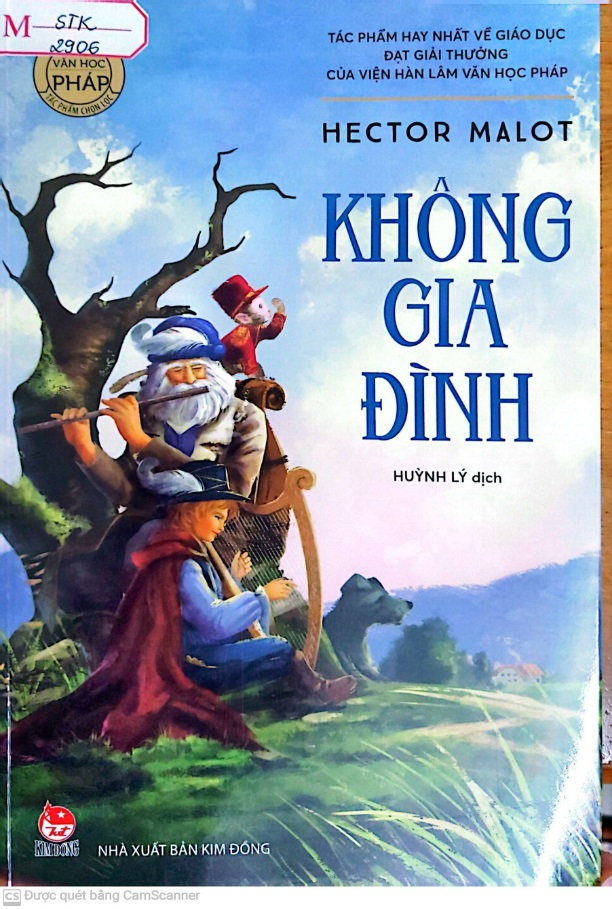 M STK
2906
VĂN HỌC
PHÁP
TÁC PHẨM CHỌN LỌC
TÁC PHẨM HAY NHẤT VỀ GIÁO DỤC
ĐẠT GIẢI THƯỞNG
CỦA VIỆN HÀN LÂM VĂN HỌC PHÁP
HECTOR MALOT
KHÔNG
GIA
ĐÌNH
HUỲNH LÝ dịch
KIM ĐỒNG
NHÀ XUẤT BẢN KIM ĐỒNG
CS Được quét bằng CamScanner